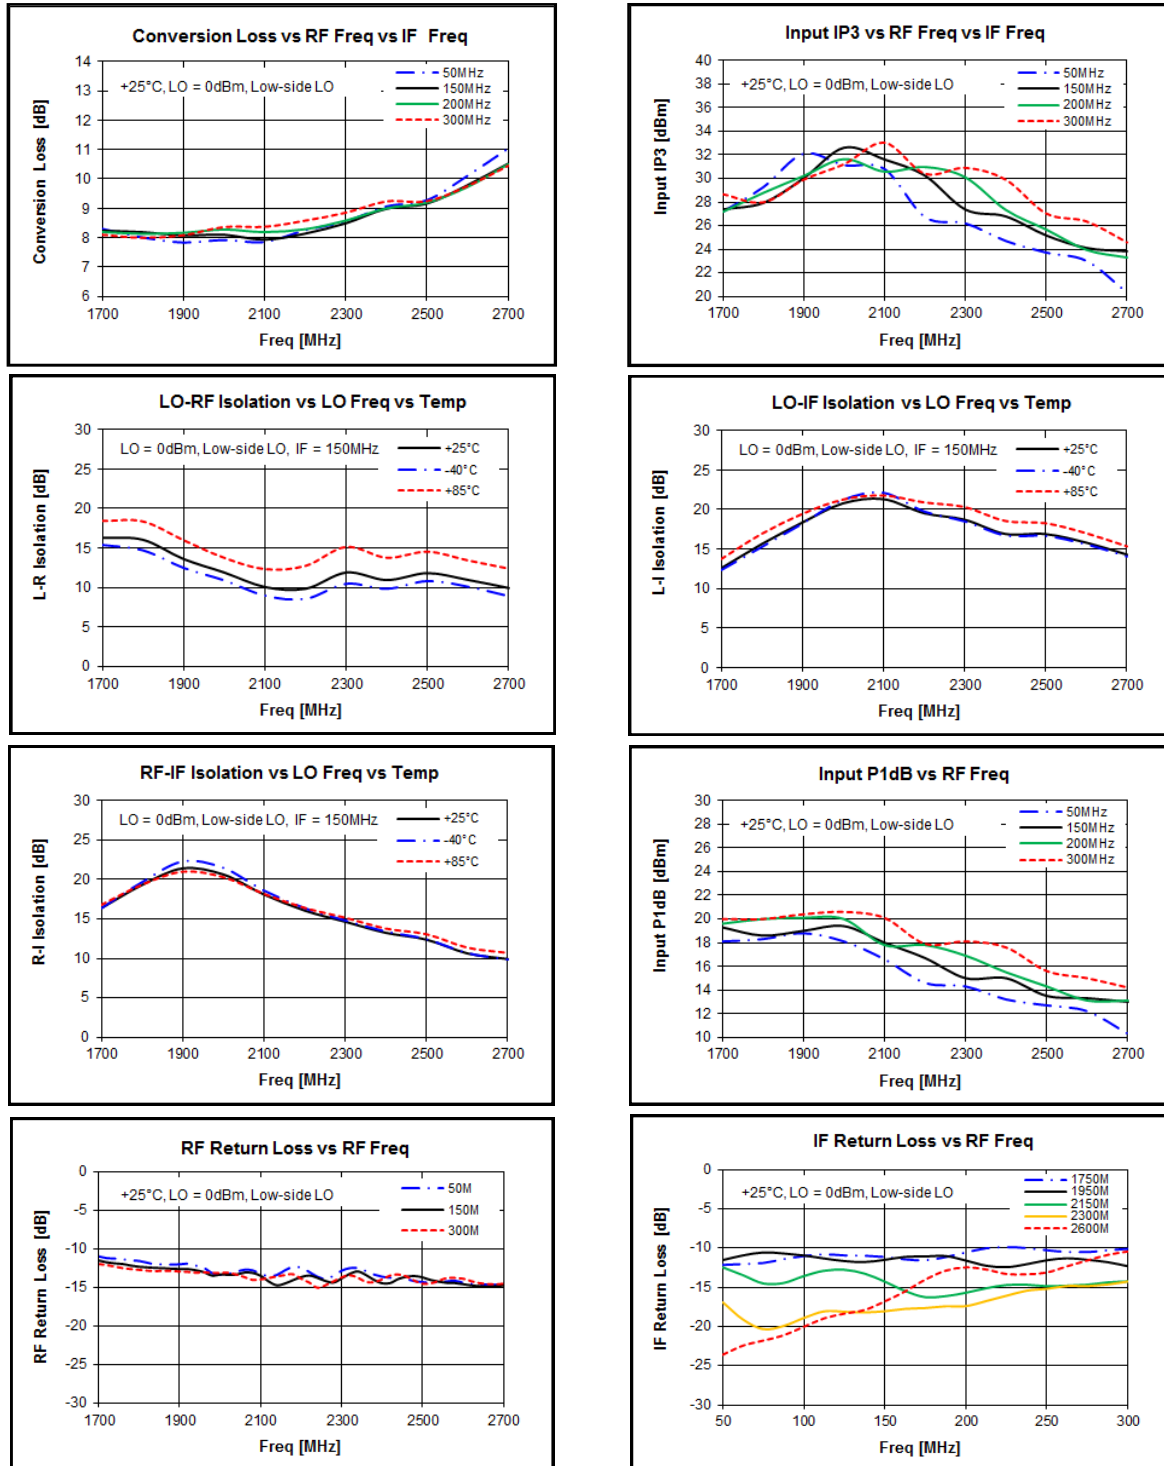 Conversion Loss vs RF Freq vs IF Freq
+25°C, LO = 0dBm, Low-side LO
50MHz
150MHz
200MHz
300MHz
Conversion Loss [dB]
14
13
12
11
10
9
8
7
6
1700 1900 2100 2300 2500 2700
Freq [MHz]
Input IP3 vs RF Freq vs IF Freq
+25°C, LO = 0dBm, Low-side LO
50MHz
150MHz
200MHz
300MHz
Input IP3 [dBm]
40
38
36
34
32
30
28
26
24
22
20
1700 1900 2100 2300 2500 2700
Freq [MHz]
LO-RF Isolation vs LO Freq vs Temp
LO = 0dBm, Low-side LO, IF = 150MHz
+25°C
-40°C
+85°C
L-R Isolation [dB]
30
25
20
15
10
5
0
1700 1900 2100 2300 2500 2700
Freq [MHz]
LO-IF Isolation vs LO Freq vs Temp
LO = 0dBm, Low-side LO, IF = 150MHz
+25°C
-40°C
+85°C
L-I Isolation [dB]
30
25
20
15
10
5
0
1700 1900 2100 2300 2500 2700
Freq [MHz]
RF-IF Isolation vs LO Freq vs Temp
LO = 0dBm, Low-side LO, IF = 150MHz
+25°C
-40°C
+85°C
R-I Isolation [dB]
30
25
20
15
10
5
0
1700 1900 2100 2300 2500 2700
Freq [MHz]
Input P1dB vs RF Freq
+25°C, LO = 0dBm, Low-side LO
50MHz
150MHz
200MHz
300MHz
Input P1dB [dBm]
30
28
26
24
22
20
18
16
14
12
10
1700 1900 2100 2300 2500 2700
Freq [MHz]
RF Return Loss vs RF Freq
+25°C, LO = 0dBm, Low-side LO
50M
150M
300M
RF Return Loss [dB]
0
-5
-10
-15
-20
-25
-30
1700 1900 2100 2300 2500 2700
Freq [MHz]
IF Return Loss vs RF Freq
+25°C, LO = 0dBm, Low-side LO
1750M
1950M
2150M
2300M
2600M
IF Return Loss [dB]
0
-5
-10
-15
-20
-25
-30
50 100 150 200 250 300
Freq [MHz]